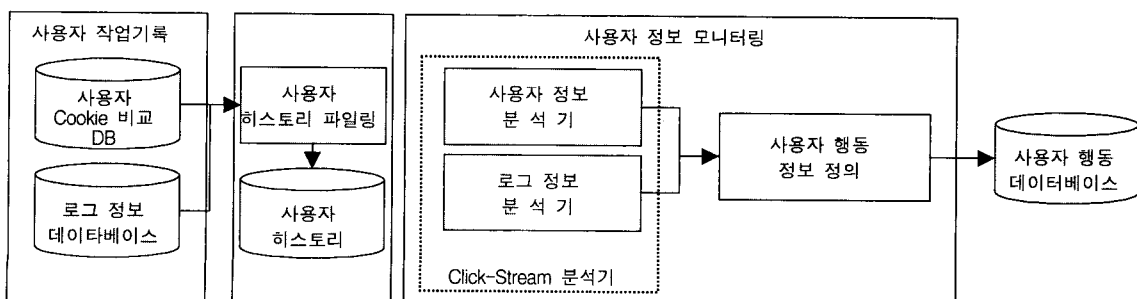 사용자 작업기록
사용자
Cookie 비교
DB
로그 정보
데이타베이스
사용자
히스토리 파일링
사용자
히스토리
사용자 정보 모니터링
사용자 정보
분 석 기
로그 정보
분 석 기
Click-Stream 분석기
사용자 행동
정보 정의
사용자 행동
데이터베이스